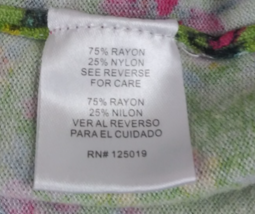 75% RAYON
25% NYLON
SEE REVERSE
FOR CARE
75% RAYON
25% NILON
VER AL REVERSO
PARA EL CUIDADO
RN# 125019